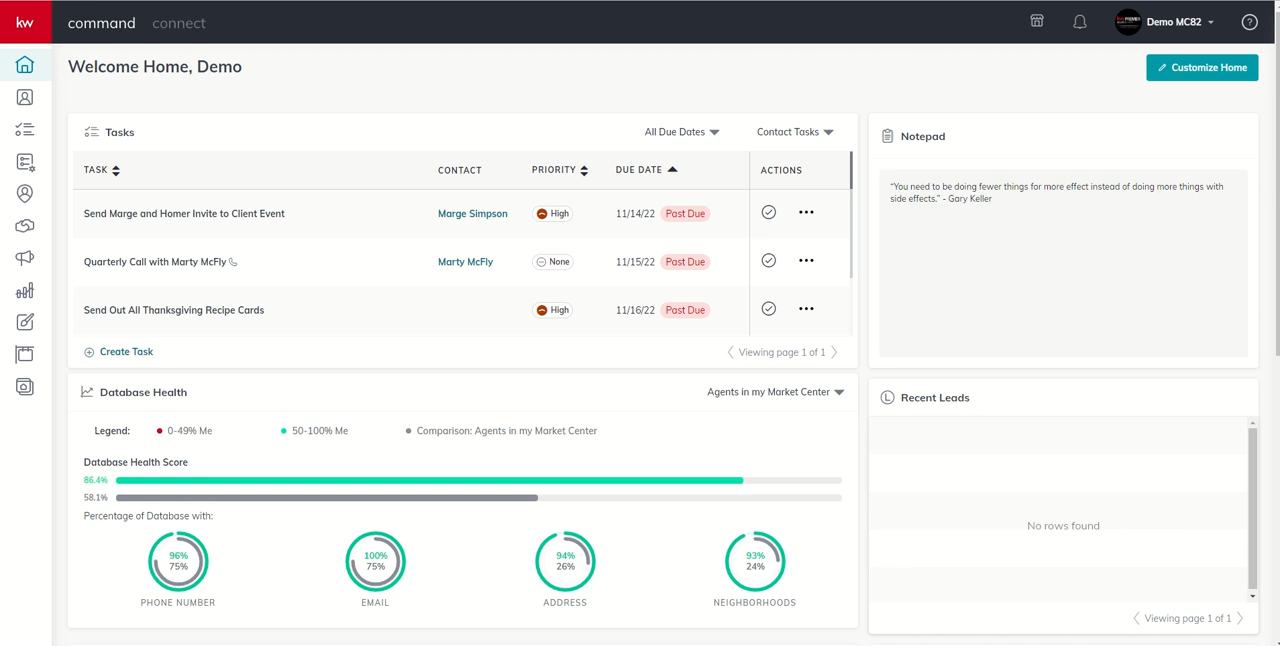 kw command connect Demo MC82
Welcome Home, Demo Customize Home
Tasks All Due Dates Contact Tasks
TASK CONTACT PRIORITY DUE DATE ACTIONS
Send Marge and Homer Invite to Client Event Marge Simpson High 11/14/22 Past Due
Quarterly Call with Marty McFly Marty McFly None 11/15/22 Past Due
Send Out All Thanksgiving Recipe Cards High 11/16/22 Past Due
Create Task Viewing page 1 of 1
Notepad
“You need to be doing fewer things for more effect instead of doing more things with
side effects.” - Gary Keller
Database Health Agents in my Market Center
Legend: 0-49% Me 50-100% Me Comparison: Agents in my Market Center
Database Health Score
86.4%
58.1%
Percentage of Database with:
96% 100% 94% 93%
75% 75% 26% 24%
PHONE NUMBER EMAIL ADDRESS NEIGHBORHOODS
Recent Leads
No rows found
Viewing page 1 of 1